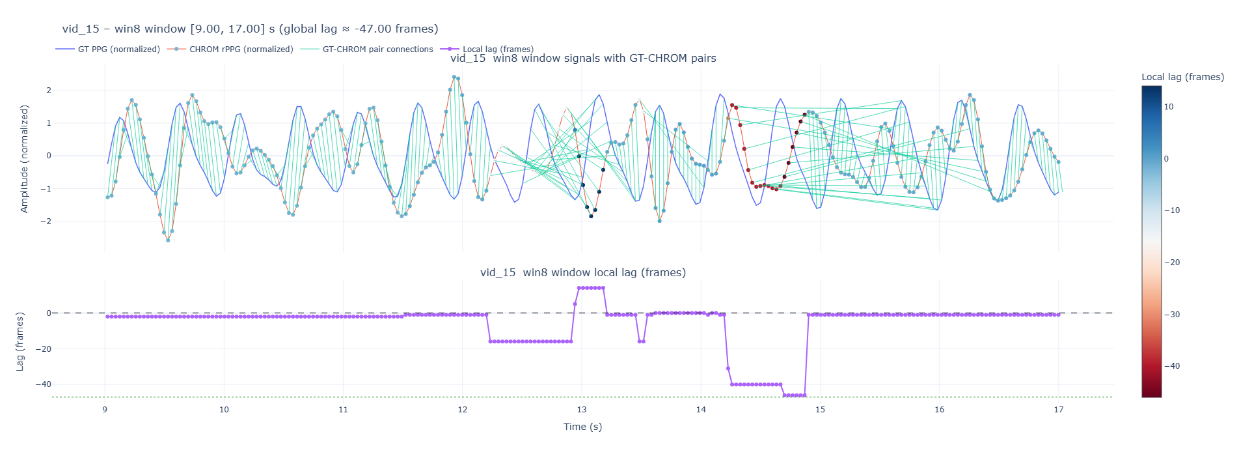 vid_15 – win8 window [9.00, 17.00] s (global lag ≈ -47.00 frames)
GT PPG (normalized) CHROM rPPG (normalized) GT-CHROM pair connections Local lag (frames)
vid_15 win8 window signals with GT-CHROM pairs
Local lag (frames)
Amplitude (normalized)
2
1
0
−1
−2
10
0
−10
−20
−30
−40
vid_15 win8 window local lag (frames)
Lag (frames)
0
−20
−40
9 10 11 12 13 14 15 16 17
Time (s)